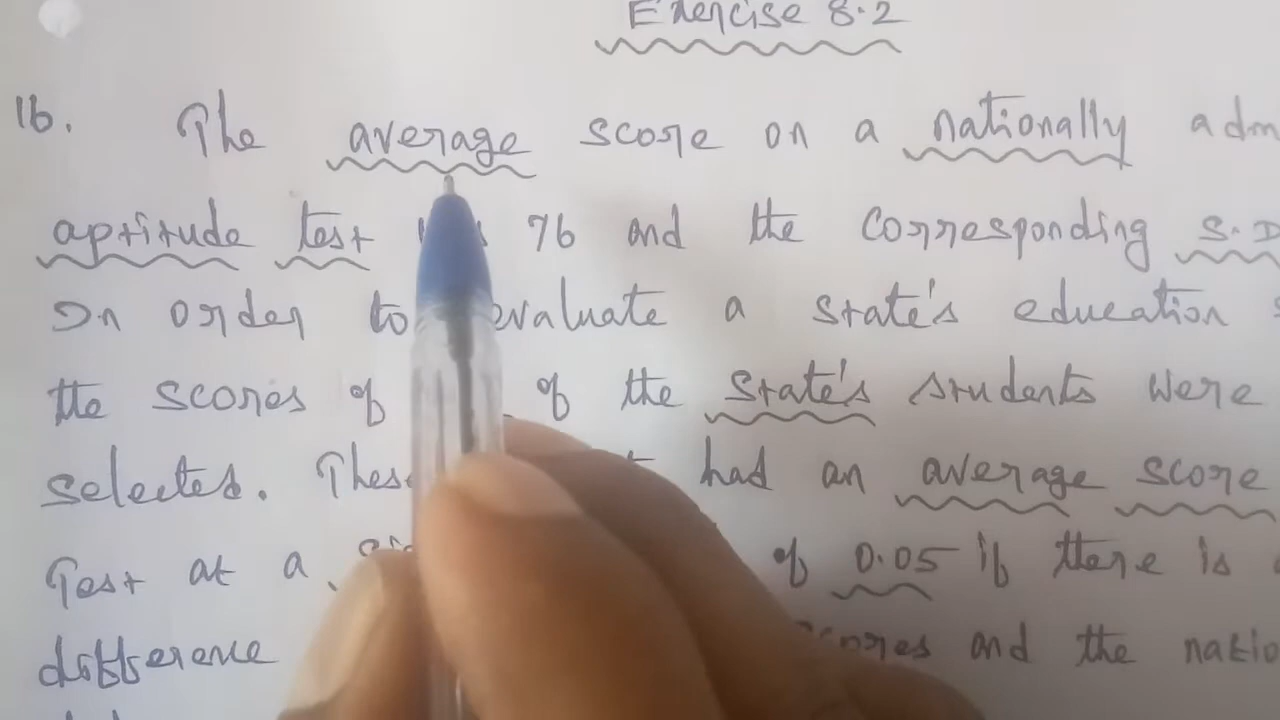 Exercise 8.2
16. The average score on a nationally adm
aptitude test 76 and the corresponding S.D
In order to evaluate a state's education
the scores of of the state's students were
selected. These had an average score
Test at a of 0.05 if there is
difference scores and the natio